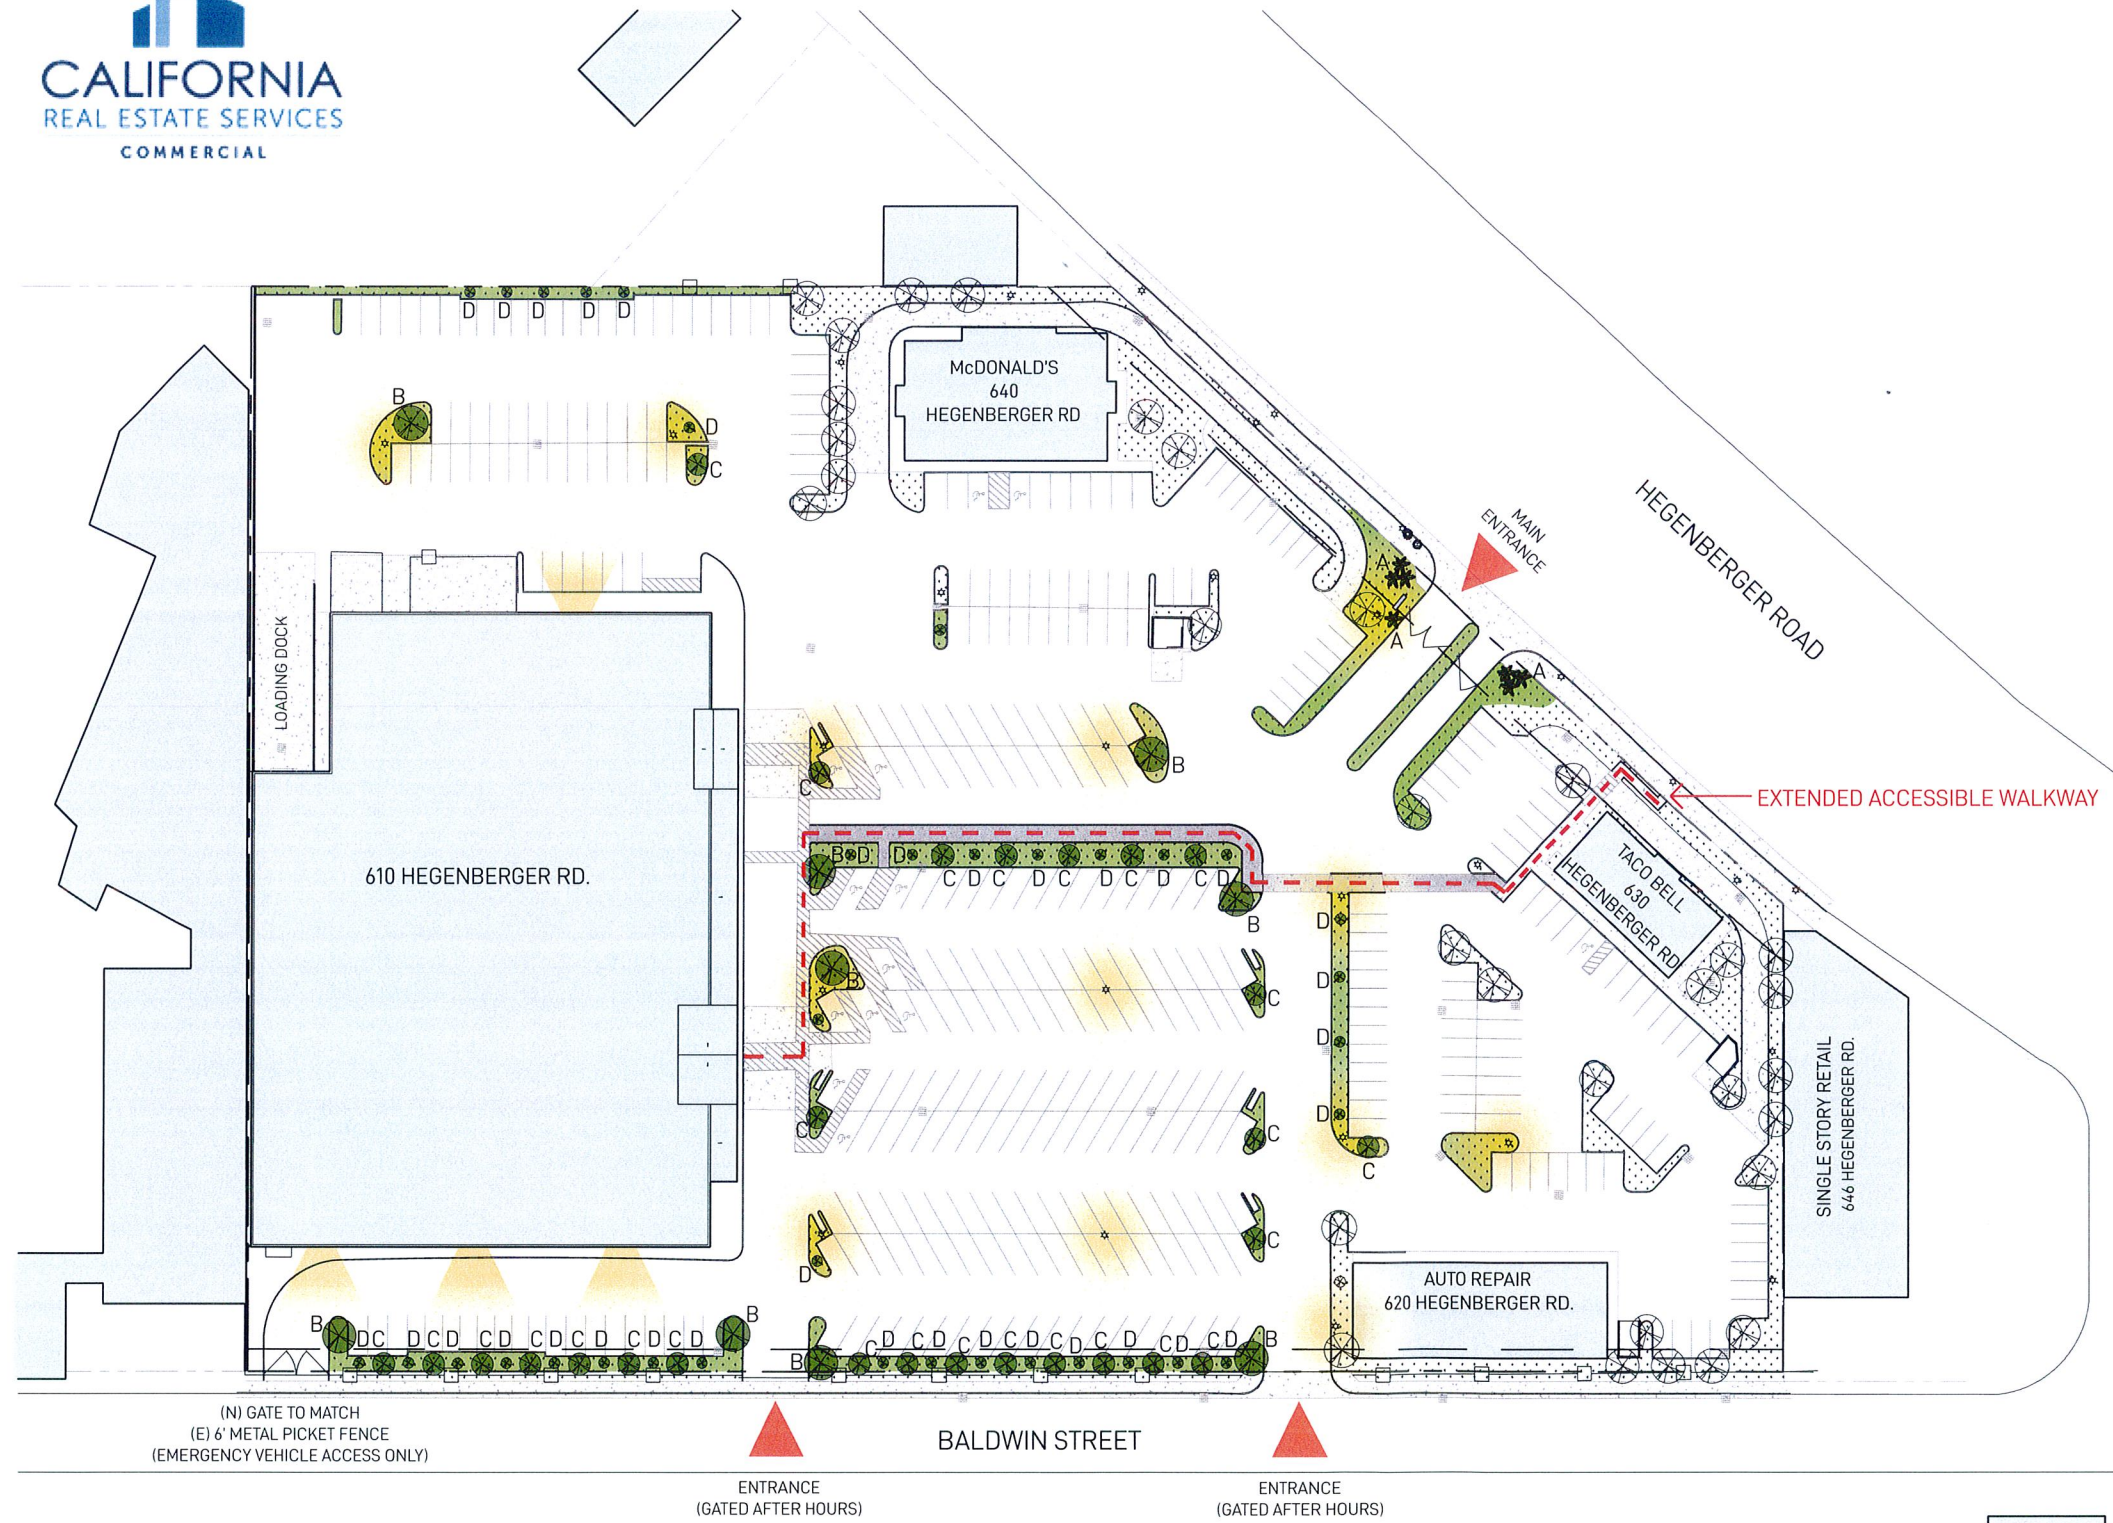 CALIFORNIA
REAL ESTATE SERVICES
COMMERCIAL
D D D D D
B
D
C
McDONALD'S
640
HEGENBERGER RD
MAIN
ENTRANCE
HEGENBERGER ROAD
A
A
A
LOADING DOCK
B
C
EXTENDED ACCESSIBLE WALKWAY
610 HEGENBERGER RD.
B D D
C D C D C D C D C D
B
TACO BELL
630
HEGENBERGER RD
D
D
D
D
C
B
C
C
C
C
D
SINGLE STORY RETAIL
646 HEGENBERGER RD.
AUTO REPAIR
620 HEGENBERGER RD.
B D C D C D C D C D C D C D C D B
B C D C D C D C D C D C D C D C D B
(N) GATE TO MATCH
(E) 6' METAL PICKET FENCE
(EMERGENCY VEHICLE ACCESS ONLY)
BALDWIN STREET
ENTRANCE
(GATED AFTER HOURS)
ENTRANCE
(GATED AFTER HOURS)